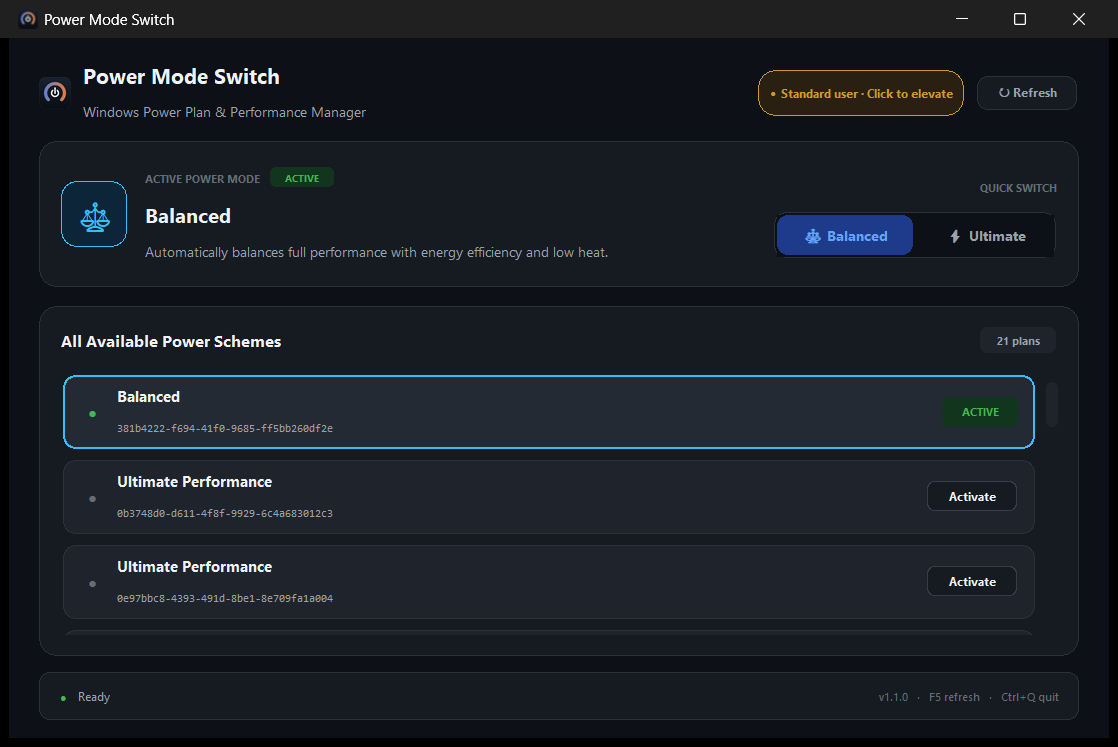 Power Mode Switch
Power Mode Switch
Windows Power Plan & Performance Manager
• Standard user · Click to elevate
↻ Refresh
ACTIVE POWER MODE
ACTIVE
Balanced
Automatically balances full performance with energy efficiency and low heat.
QUICK SWITCH
Balanced
Ultimate
All Available Power Schemes
21 plans
Balanced
381b4222-f694-41f0-9685-ff5bb260df2e
ACTIVE
Ultimate Performance
0b3748d0-d611-4f8f-9929-6c4a683012c3
Activate
Ultimate Performance
0e97bbc8-4393-491d-8be1-8e709fa1a004
Activate
Ready
v1.1.0 · F5 refresh · Ctrl+Q quit